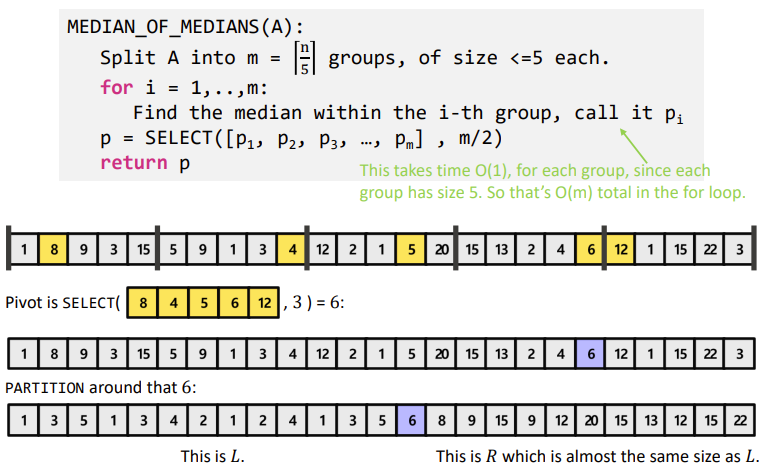 MEDIAN_OF_MEDIANS(A):
Split A into m = ⌈n/5⌉ groups, of size <=5 each.
for i = 1,..,m:
Find the median within the i-th group, call it pᵢ
p = SELECT([p₁, p₂, p₃, …, pₘ] , m/2)
return p
This takes time O(1), for each group, since each
group has size 5. So that’s O(m) total in the for loop.
1 8 9 3 15 5 9 1 3 4 12 2 1 5 20 15 13 2 4 6 12 1 15 22 3
Pivot is SELECT( 8 4 5 6 12 , 3 ) = 6:
1 8 9 3 15 5 9 1 3 4 12 2 1 5 20 15 13 2 4 6 12 1 15 22 3
PARTITION around that 6:
1 3 5 1 3 4 2 1 2 4 1 3 5 6 8 9 15 9 12 20 15 13 12 15 22
This is L. This is R which is almost the same size as L.